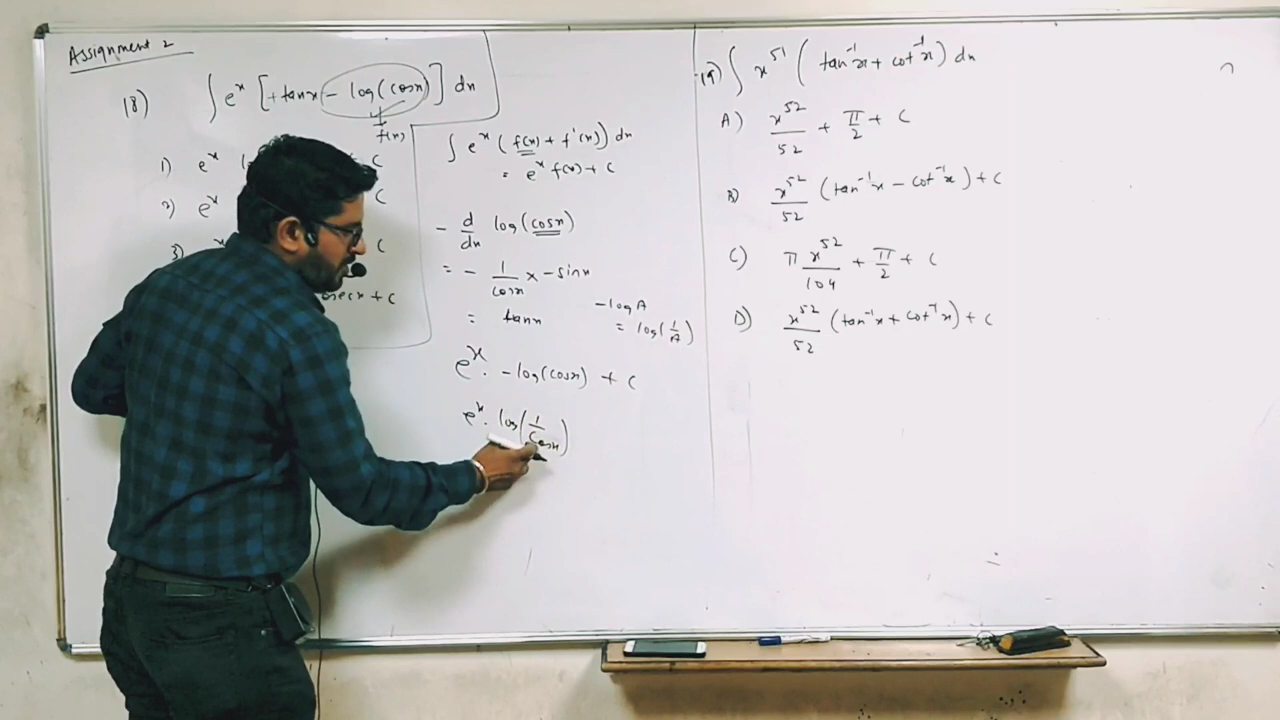 Assignment 2
18) ∫ eˣ [+tanx − log(cosx)] dx
f(x)
1) eˣ lo C
2) eˣ C
3) C
osecx + C
∫ eˣ (f(x) + f'(x)) dx
= eˣ f(x) + C
− d/dx log(cosx)
= − 1/cosx × −sinx
= tanx
−logA
= log(1/A)
eˣ · −log(cosx) + C
eˣ · log(1/cosx)
19) ∫ x⁵¹ (tan⁻¹x + cot⁻¹x) dx
A) x⁵²/52 + π/2 + C
B) x⁵²/52 (tan⁻¹x − cot⁻¹x) + C
C) π x⁵²/104 + π/2 + C
D) x⁵²/52 (tan⁻¹x + cot⁻¹x) + C